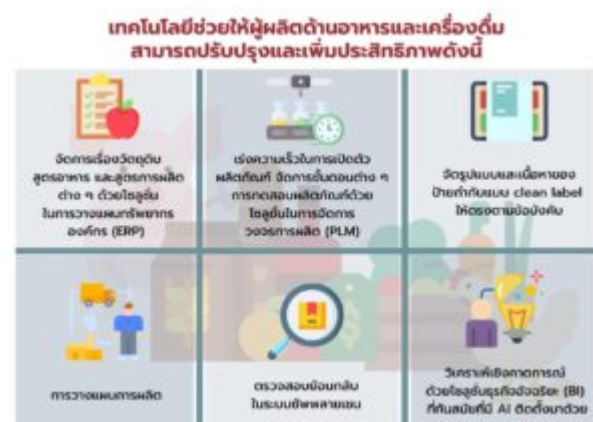 เทคโนโลยีช่วยให้ผู้ผลิตด้านอาหารและเครื่องดื่ม
สามารถปรับปรุงและเพิ่มประสิทธิภาพดังนี้
จัดการเรื่องวัตถุดิบ
สูตรอาหาร และสูตรการผลิต
ต่าง ๆ ด้วยโซลูชั่น
ในการวางแผนทรัพยากร
องค์กร (ERP)
เร่งความเร็วในการเปิดตัว
ผลิตภัณฑ์ จัดการขั้นตอนต่าง ๆ
การทดสอบผลิตภัณฑ์ด้วย
โซลูชั่นในการจัดการ
วงจรการผลิต (PLM)
จัดรูปแบบและเนื้อหาของ
ป้ายกำกับแบบ clean label
ให้ตรงตามข้อบังคับ
การวางแผนการผลิต
ตรวจสอบย้อนกลับ
ในระบบซัพพลายเชน
วิเคราะห์เชิงคาดการณ์
ด้วยโซลูชั่นธุรกิจอัจฉริยะ (BI)
ที่ทันสมัยที่มี AI ติดตั้งมาด้วย